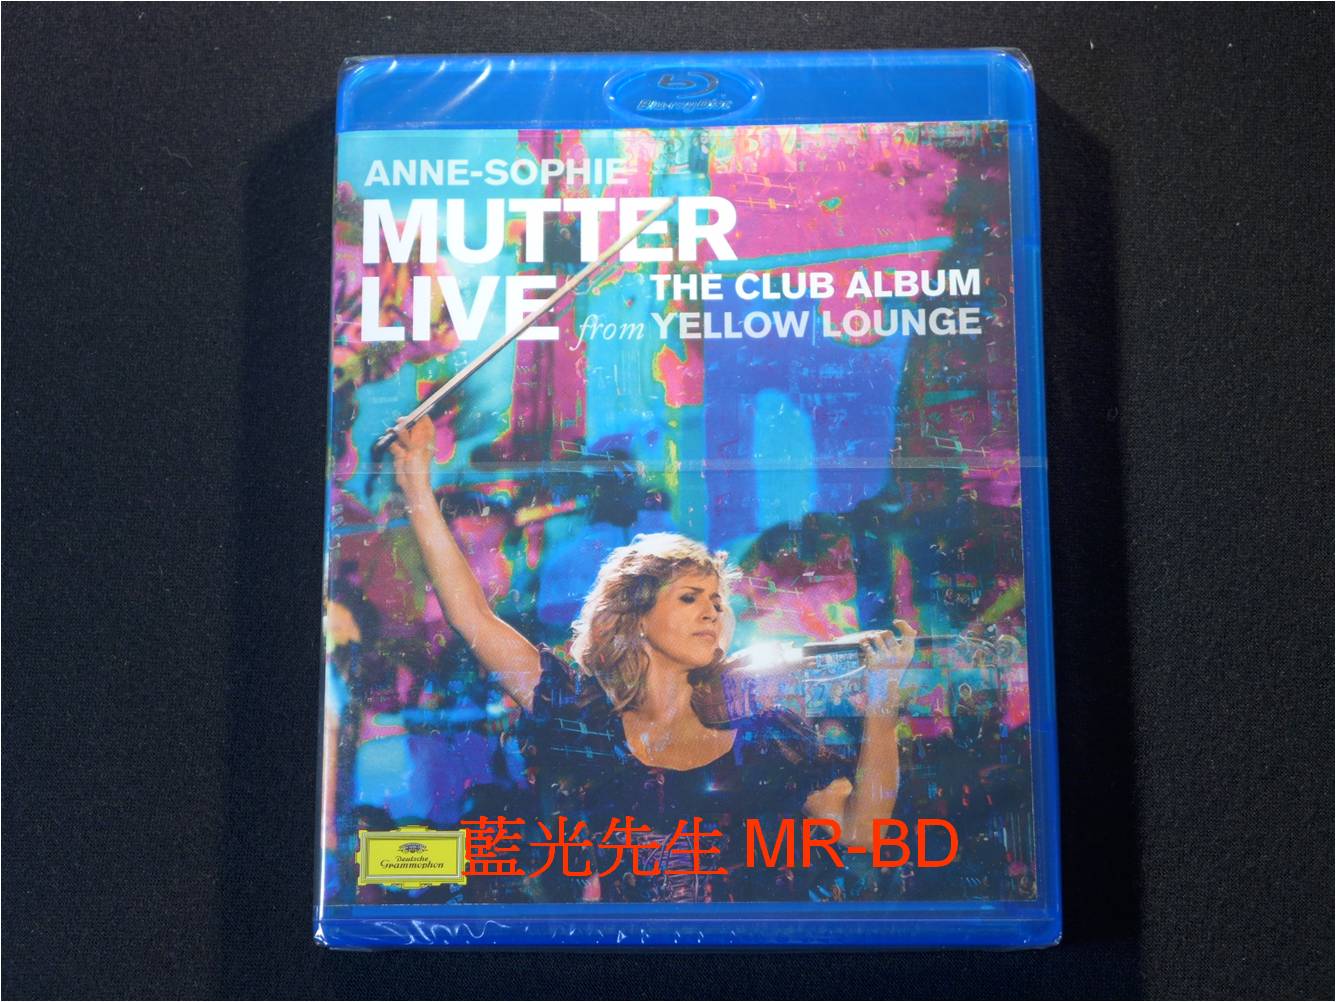 Blu-ray Disc
ANNE-SOPHIE
MUTTER
LIVE from THE CLUB ALBUM
YELLOW LOUNGE
Deutsche
Grammophon
藍光先生 MR-BD